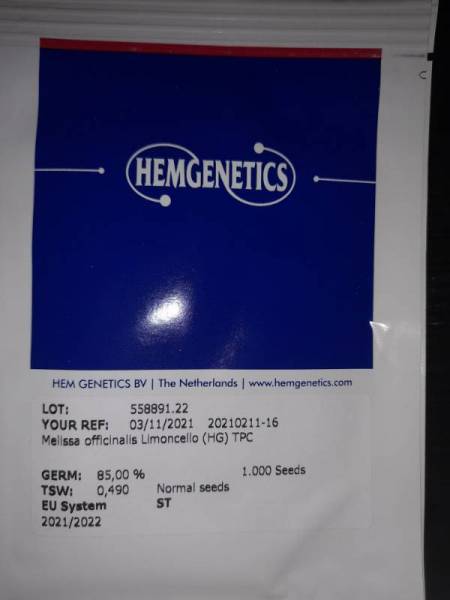 HEMGENETICS
HEM GENETICS BV | The Netherlands | www.hemgenetics.com
LOT: 558891.22
YOUR REF: 03/11/2021 20210211-16
Melissa officinalis Limoncello (HG) TPC
GERM: 85,00 % 1.000 Seeds
TSW: 0,490 Normal seeds
EU System ST
2021/2022